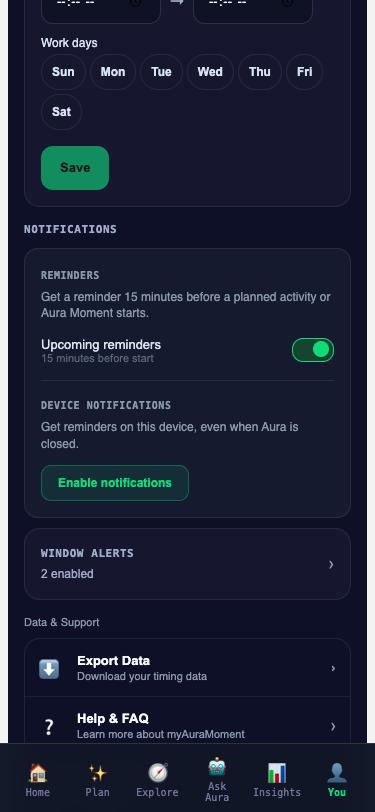 --:-- -- → --:-- --
Work days
Sun Mon Tue Wed Thu Fri
Sat
Save
NOTIFICATIONS
REMINDERS
Get a reminder 15 minutes before a planned activity or
Aura Moment starts.
Upcoming reminders
15 minutes before start
DEVICE NOTIFICATIONS
Get reminders on this device, even when Aura is
closed.
Enable notifications
WINDOW ALERTS
2 enabled
Data & Support
Export Data
Download your timing data
Help & FAQ
Learn more about myAuraMoment
Home Plan Explore Ask Aura Insights You